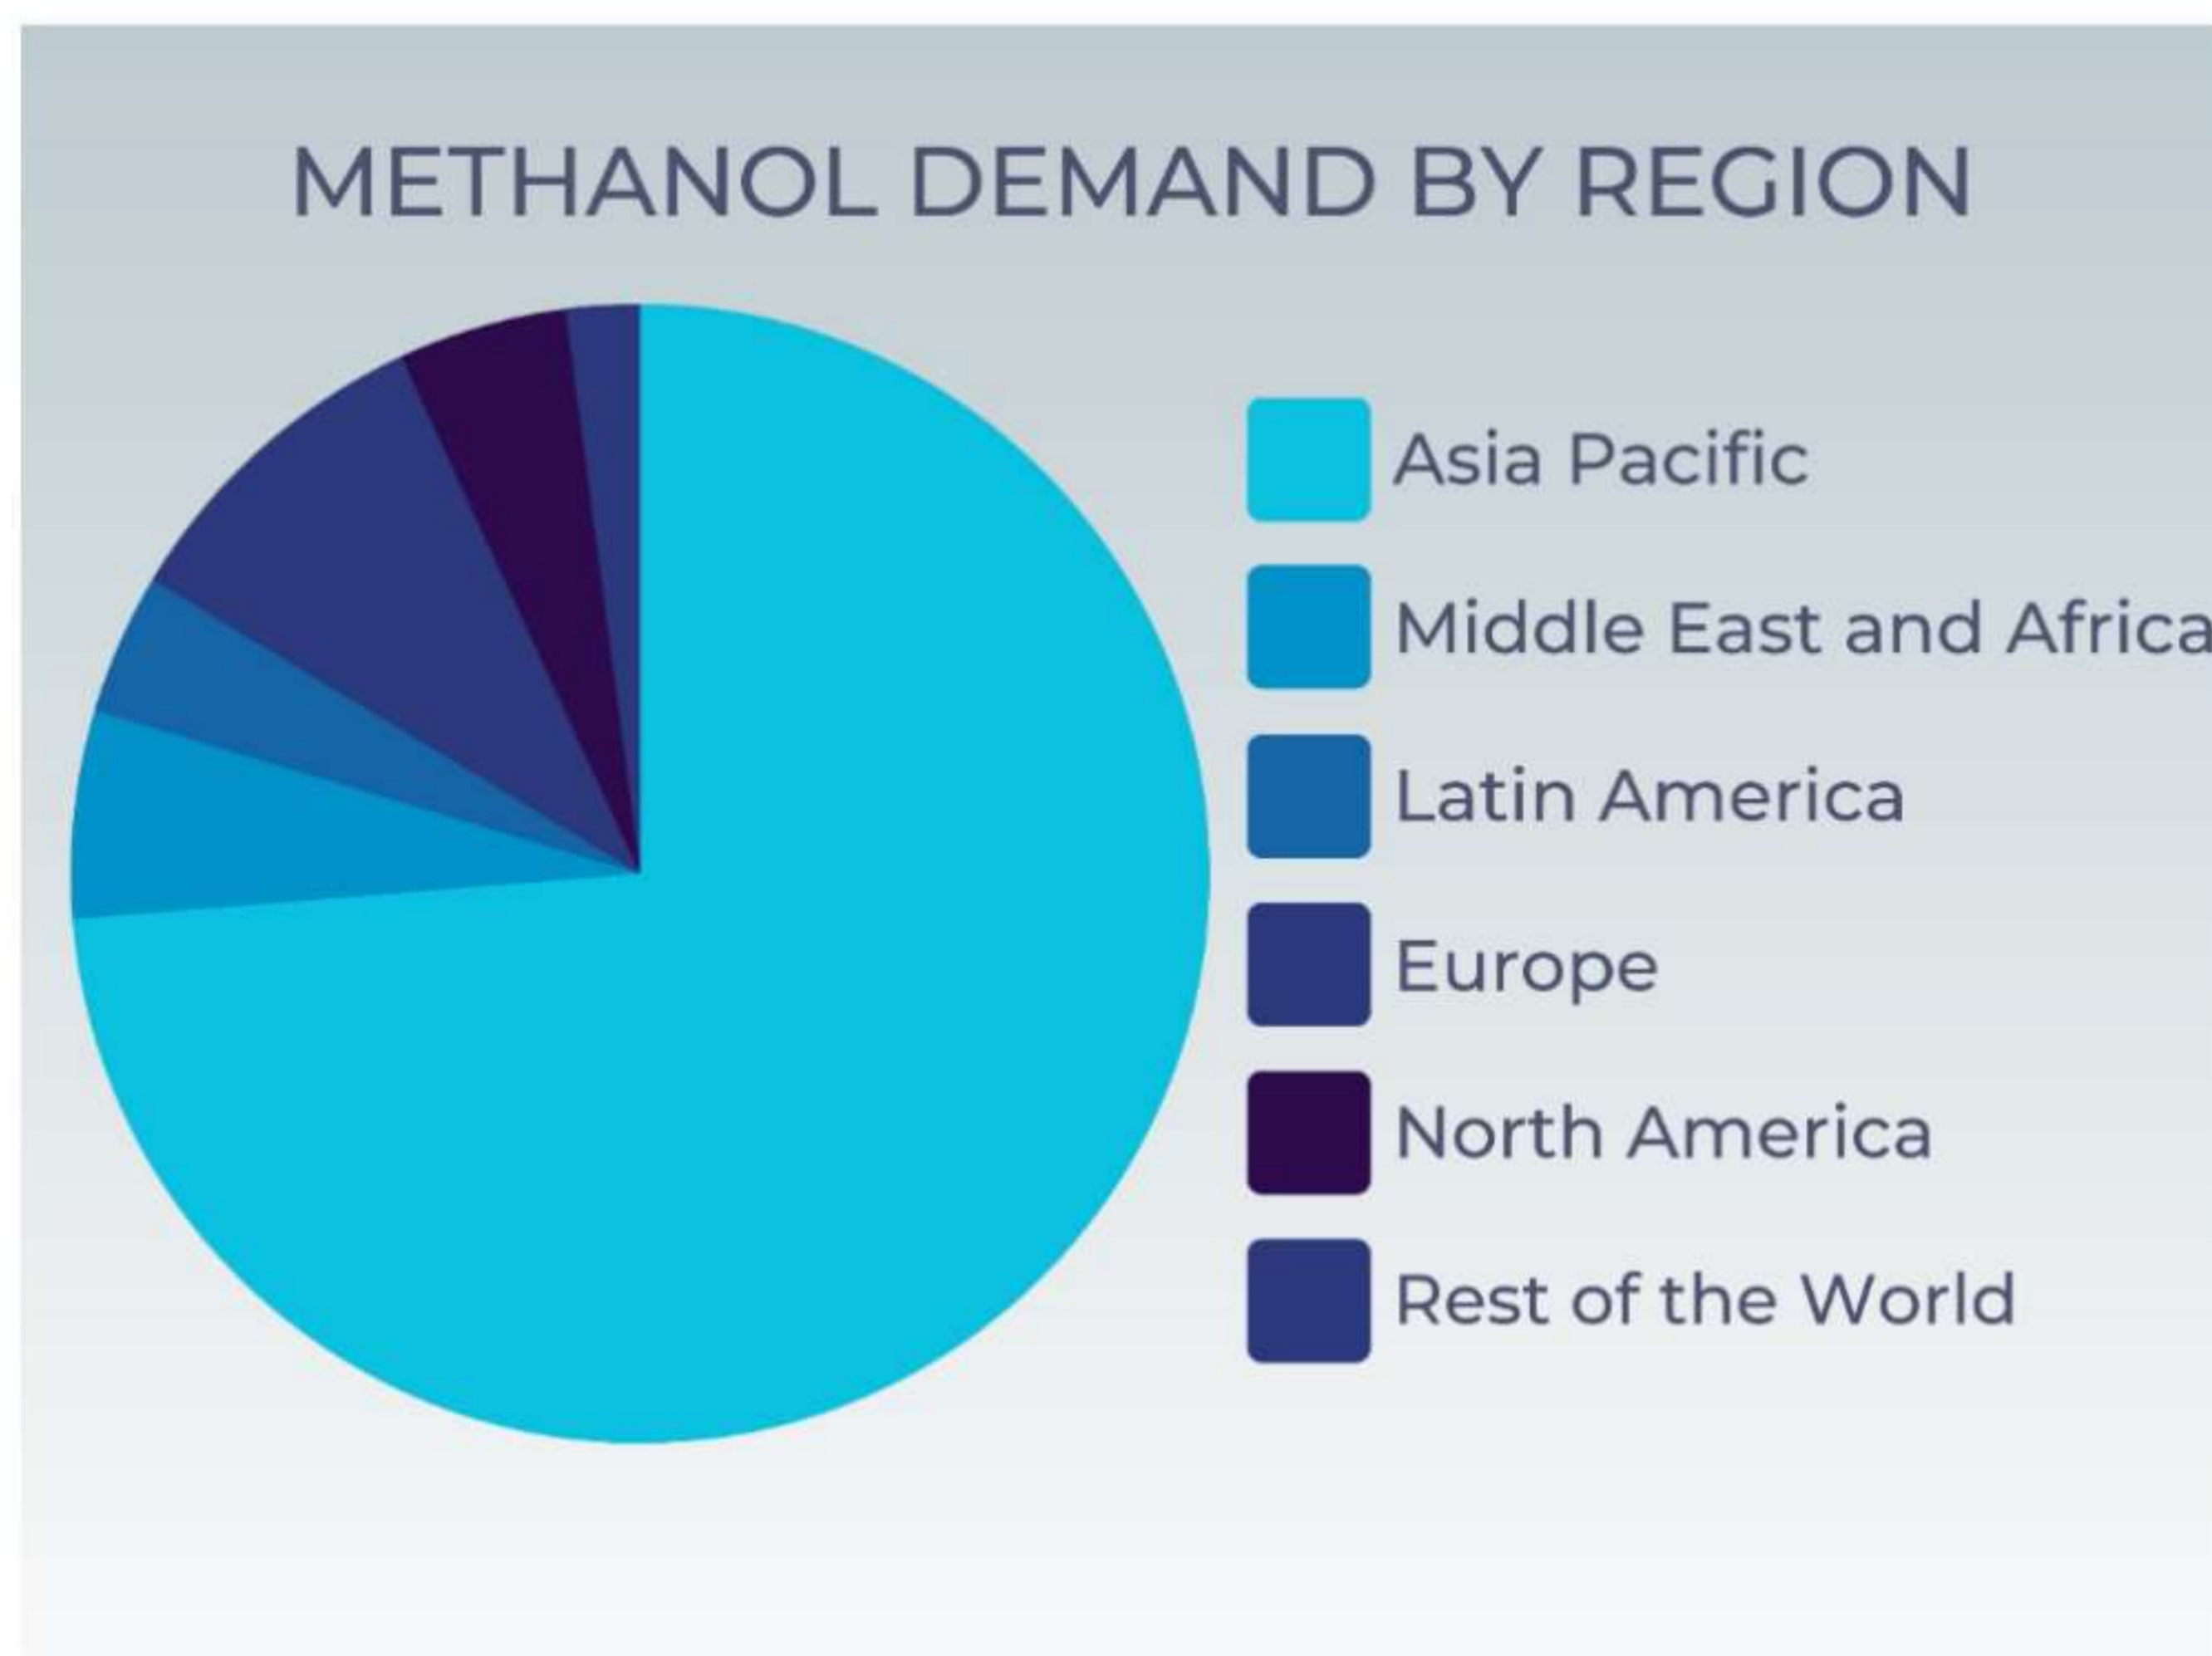 METHANOL DEMAND BY REGION
Asia Pacific
Middle East and Africa
Latin America
Europe
North America
Rest of the World